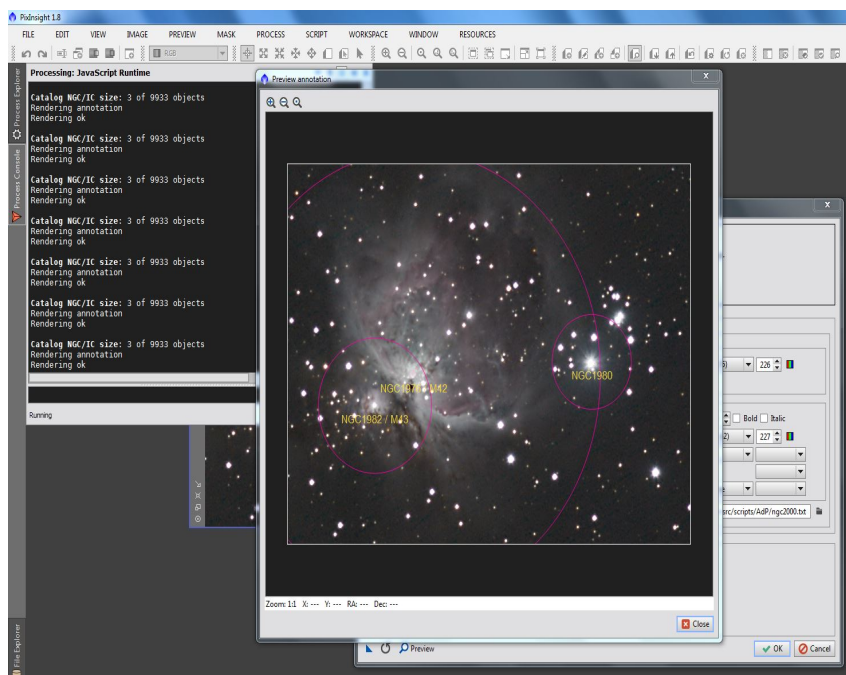 PixInsight 1.8
FILE EDIT VIEW IMAGE PREVIEW MASK PROCESS SCRIPT WORKSPACE WINDOW RESOURCES
RGB
Process Explorer
Process Console
File Explorer
Processing: JavaScript Runtime
Catalog NGC/IC size: 3 of 9933 objects
Rendering annotation
Rendering ok
Catalog NGC/IC size: 3 of 9933 objects
Rendering annotation
Rendering ok
Catalog NGC/IC size: 3 of 9933 objects
Rendering annotation
Rendering ok
Catalog NGC/IC size: 3 of 9933 objects
Rendering annotation
Rendering ok
Catalog NGC/IC size: 3 of 9933 objects
Rendering annotation
Rendering ok
Catalog NGC/IC size: 3 of 9933 objects
Rendering annotation
Rendering ok
Catalog NGC/IC size: 3 of 9933 objects
Rendering annotation
Rendering ok
Running
Preview annotation
NGC1980
M42
NGC1982 / M43
Zoom: 1:1 X: --- Y: --- RA: --- Dec: ---
Close
226
Bold Italic
227
src/scripts/AdP/ngc2000.txt
Preview
OK
Cancel